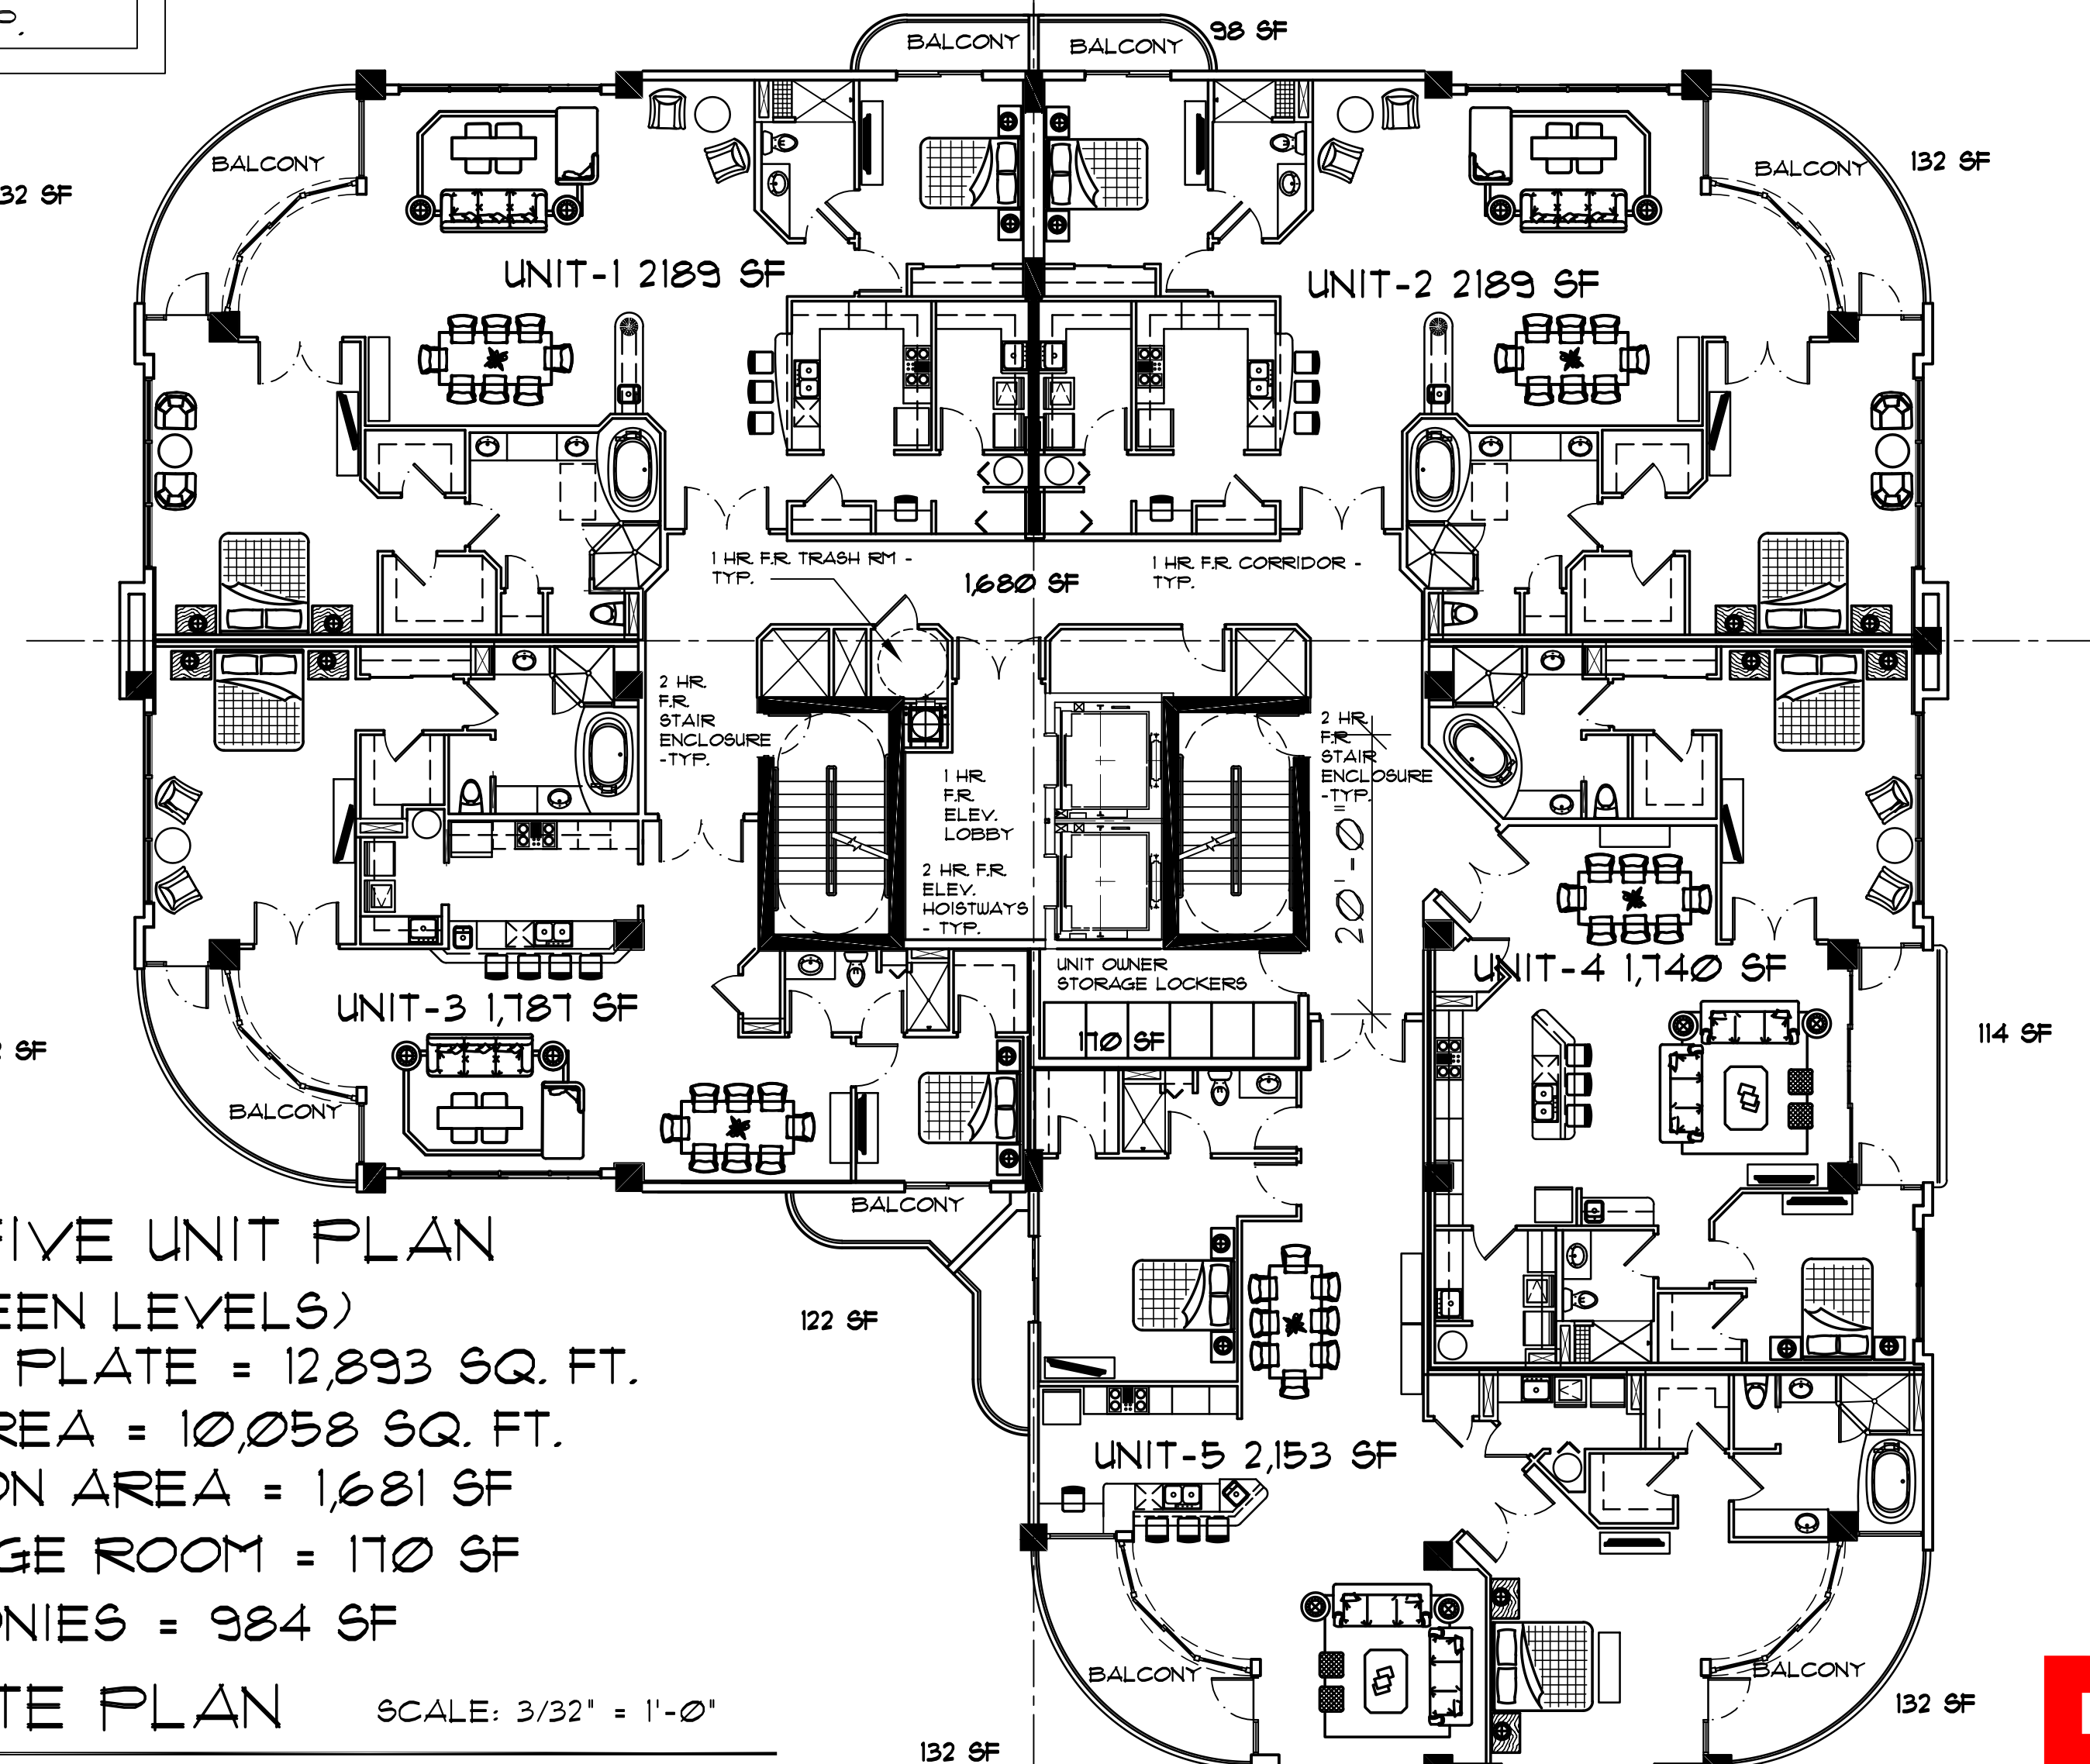 P.
BALCONY
BALCONY
98 SF
BALCONY
32 SF
BALCONY
132 SF
UNIT-1 2189 SF
UNIT-2 2189 SF
1 HR. F.R. TRASH RM -
TYP.
1,680 SF
1 HR. F.R. CORRIDOR -
TYP.
2 HR.
F.R.
STAIR
ENCLOSURE
-TYP.
2 HR.
F.R.
STAIR
ENCLOSURE
-TYP.
1 HR.
F.R.
ELEV.
LOBBY
2 HR. F.R.
ELEV.
HOISTWAYS
- TYP.
20'-0"
UNIT OWNER
STORAGE LOCKERS
170 SF
UNIT-3 1,787 SF
UNIT-4 1,740 SF
2 SF
114 SF
BALCONY
BALCONY
122 SF
FIVE UNIT PLAN
EEN LEVELS)
PLATE = 12,893 SQ. FT.
REA = 10,058 SQ. FT.
ON AREA = 1,681 SF
GE ROOM = 170 SF
ONIES = 984 SF
TE PLAN
SCALE: 3/32" = 1'-0"
UNIT-5 2,153 SF
BALCONY
BALCONY
132 SF
132 SF